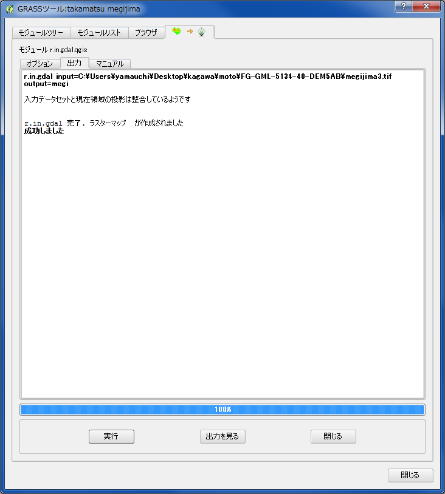 GRASSツール:takamatsu megijima
モジュールツリー モジュールリスト ブラウザ
モジュール r.in.gdal.qgis
オプション 出力 マニュアル
r.in.gdal input=C:¥Users¥yamauchi¥Desktop¥kagawa¥moto¥FG-GML-5134-40-DEM5AB¥megijima3.tif
output=megi
入力データセットと現在領域の投影は整合しているようです
r.in.gdal 完了. ラスターマップ が作成されました
成功しました
100%
実行 出力を見る 閉じる
閉じる